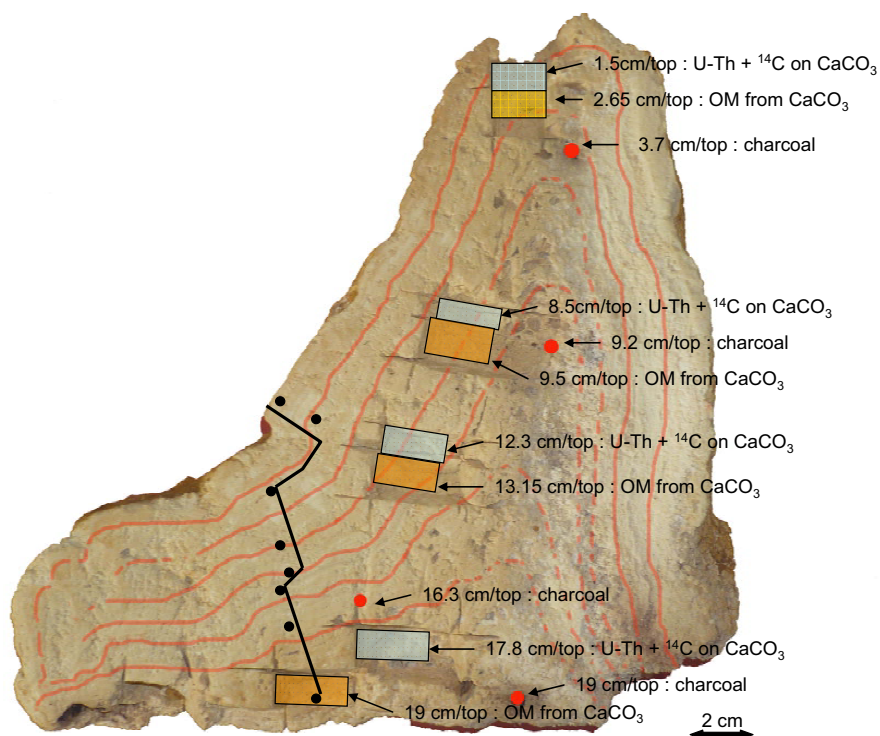 1.5cm/top : U-Th + ¹⁴C on CaCO₃
2.65 cm/top : OM from CaCO₃
3.7 cm/top : charcoal
8.5cm/top : U-Th + ¹⁴C on CaCO₃
9.2 cm/top : charcoal
9.5 cm/top : OM from CaCO₃
12.3 cm/top : U-Th + ¹⁴C on CaCO₃
13.15 cm/top : OM from CaCO₃
16.3 cm/top : charcoal
17.8 cm/top : U-Th + ¹⁴C on CaCO₃
19 cm/top : charcoal
19 cm/top : OM from CaCO₃
2 cm